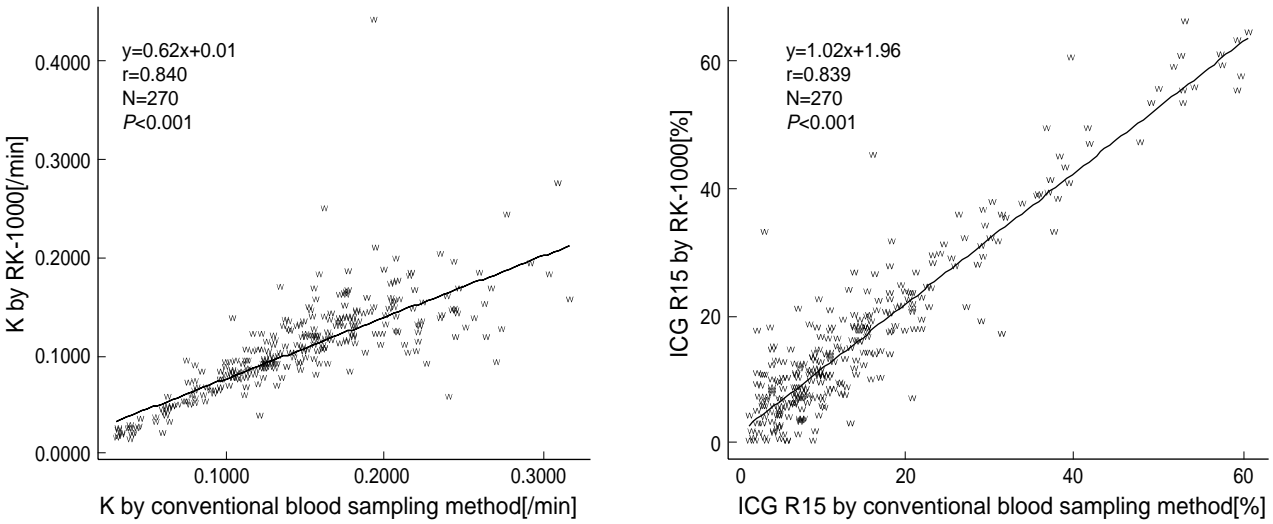 y=0.62x+0.01
r=0.840
N=270
P<0.001
0.4000
0.3000
0.2000
0.1000
0.0000
K by RK-1000[/min]
0.1000 0.2000 0.3000
K by conventional blood sampling method[/min]
y=1.02x+1.96
r=0.839
N=270
P<0.001
60
40
20
0
ICG R15 by RK-1000[%]
0 20 40 60
ICG R15 by conventional blood sampling method[%]